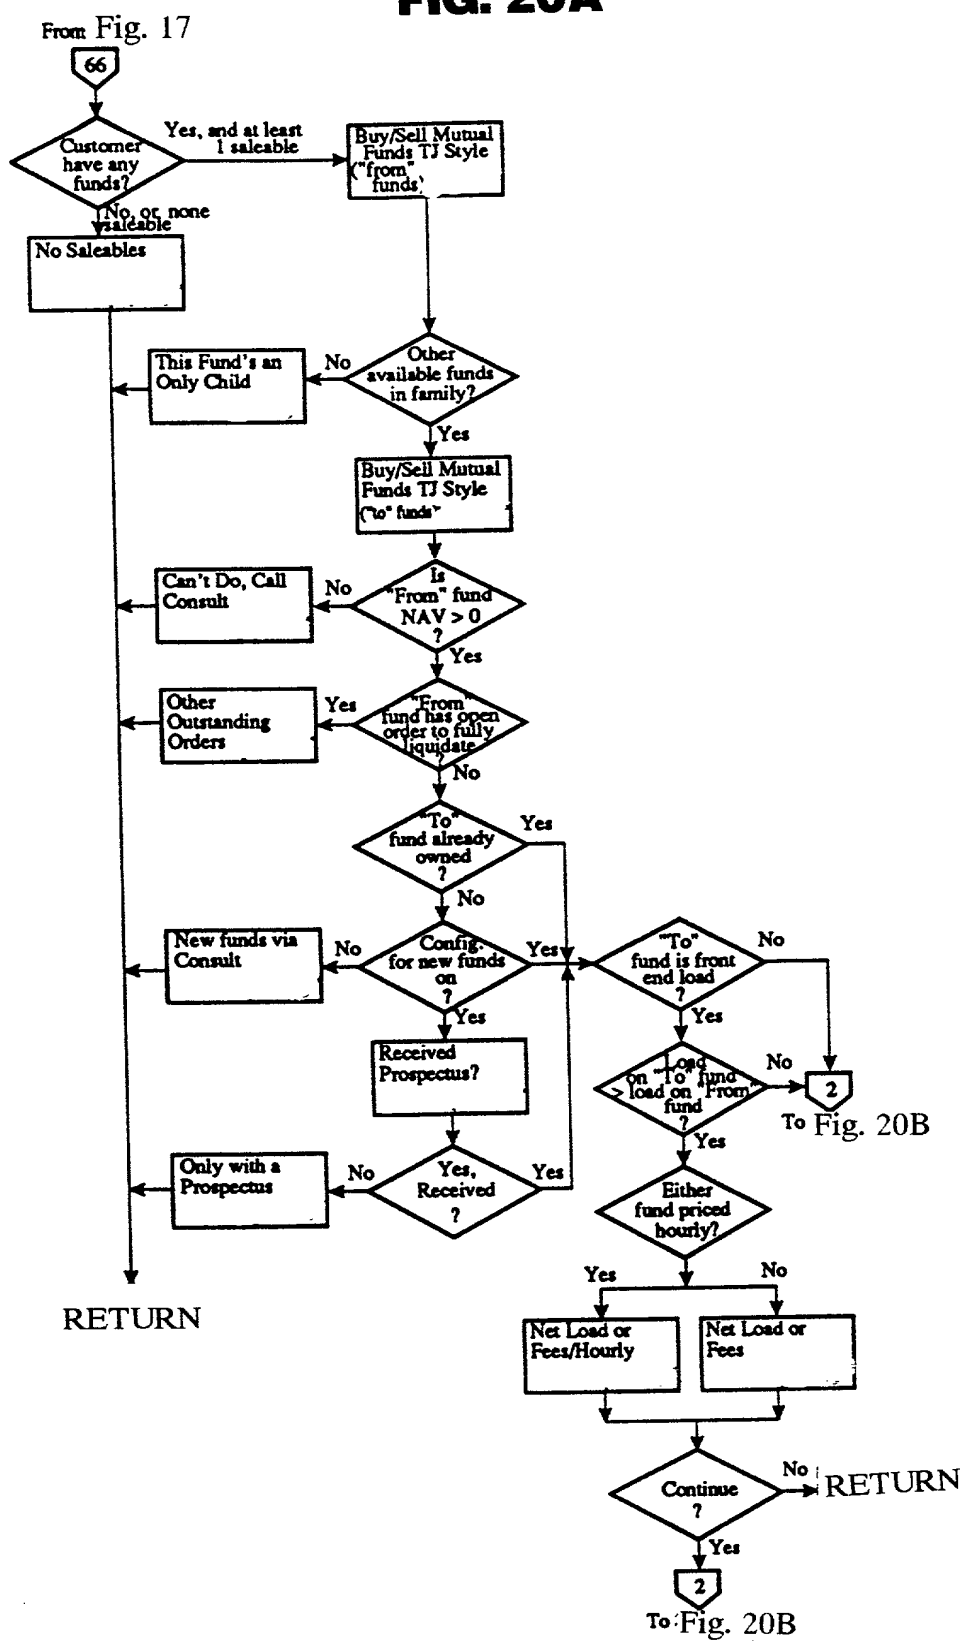 FIG. 20A
From Fig. 17
66
Customer
have any
funds?
Yes, and at least
1 saleable
Buy/Sell Mutual
Funds TJ Style
("from"
funds)
No, or none
saleable
No Saleables
Other
available funds
in family?
No
This Fund's an
Only Child
Yes
Buy/Sell Mutual
Funds TJ Style
("to" funds)
Is
"From" fund
NAV > 0
?
No
Can't Do, Call
Consult
Yes
"From"
fund has open
order to fully
liquidate
?
Yes
Other
Outstanding
Orders
No
"To"
fund already
owned
?
Yes
No
Config.
for new funds
on
?
No
New funds via
Consult
Yes
Yes
Received
Prospectus?
Yes,
Received
?
No
Only with a
Prospectus
Yes
RETURN
"To"
fund is front
end load
?
No
Yes
Load
on "To" fund
> load on "From"
fund
?
No
2
To Fig. 20B
Yes
Either
fund priced
hourly?
Yes
No
Net Load or
Fees/Hourly
Net Load or
Fees
Continue
?
No
RETURN
Yes
2
To Fig. 20B